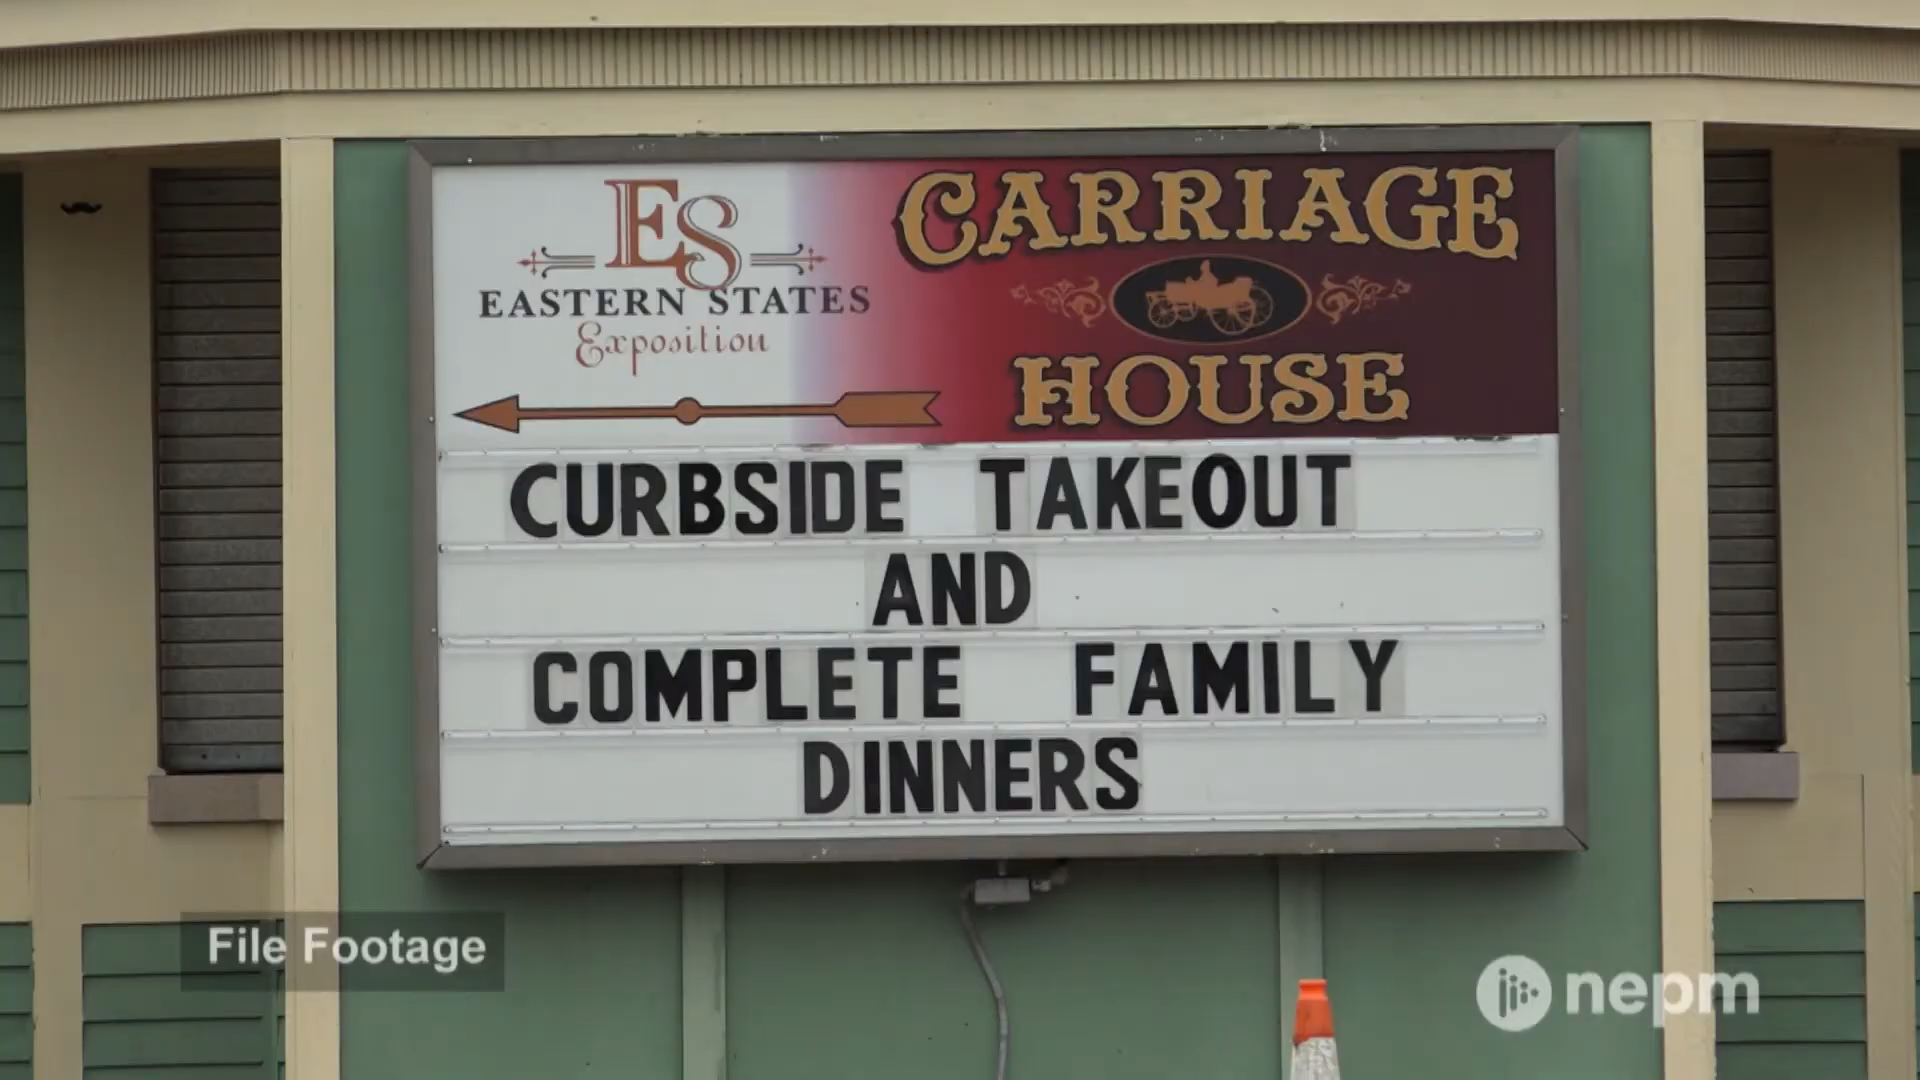 ES
EASTERN STATES
Exposition
CARRIAGE
HOUSE
CURBSIDE TAKEOUT
AND
COMPLETE FAMILY
DINNERS
File Footage
nepm